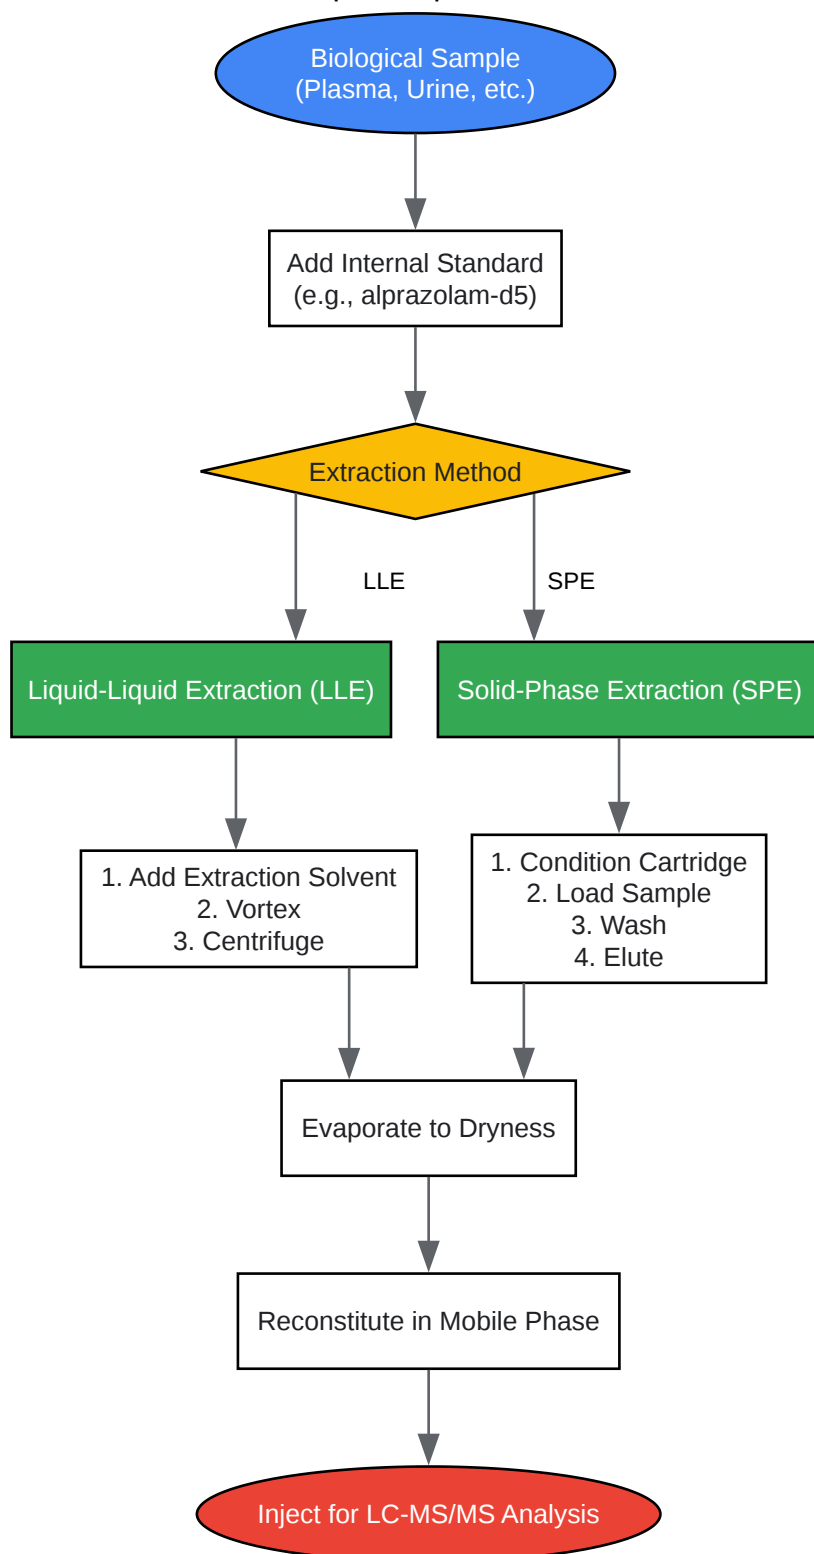 Biological Sample
(Plasma, Urine, etc.)
Add Internal Standard
(e.g., alprazolam-d5)
Extraction Method
LLE
SPE
Liquid-Liquid Extraction (LLE)
Solid-Phase Extraction (SPE)
1. Add Extraction Solvent
2. Vortex
3. Centrifuge
1. Condition Cartridge
2. Load Sample
3. Wash
4. Elute
Evaporate to Dryness
Reconstitute in Mobile Phase
Inject for LC-MS/MS Analysis